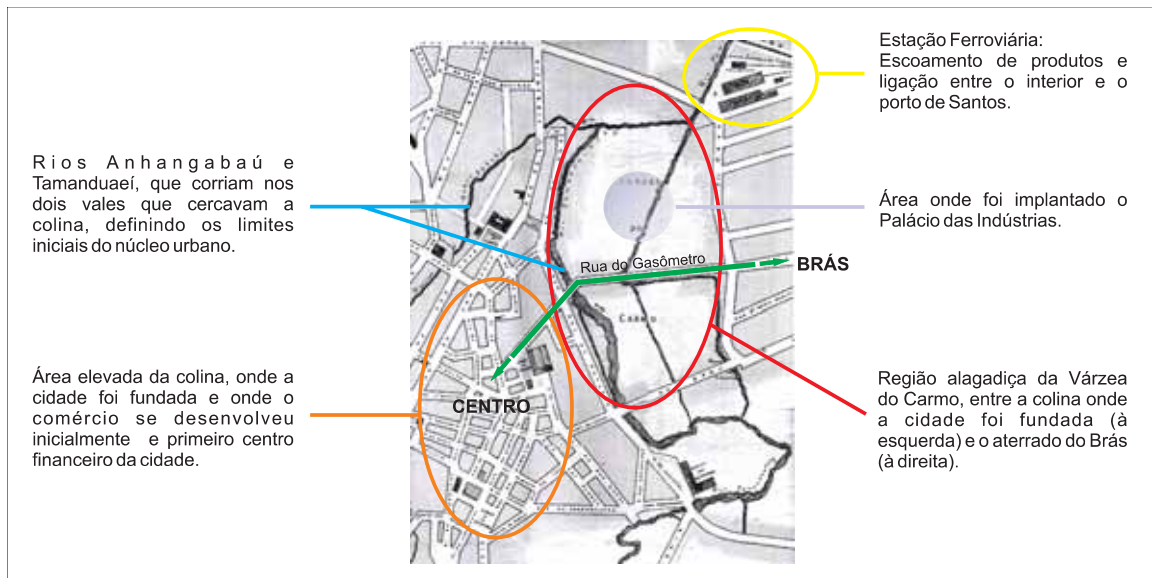 Estação Ferroviária:
Escoamento de produtos e
ligação entre o interior e o
porto de Santos.
Rios Anhangabaú e
Tamanduaeí, que corriam nos
dois vales que cercavam a
colina, definindo os limites
iniciais do núcleo urbano.
Área onde foi implantado o
Palácio das Indústrias.
Rua do Gasômetro
BRÁS
CARMO
Área elevada da colina, onde a
cidade foi fundada e onde o
comércio se desenvolveu
inicialmente e primeiro centro
financeiro da cidade.
CENTRO
Região alagadiça da Várzea
do Carmo, entre a colina onde
a cidade foi fundada (à
esquerda) e o aterrado do Brás
(à direita).